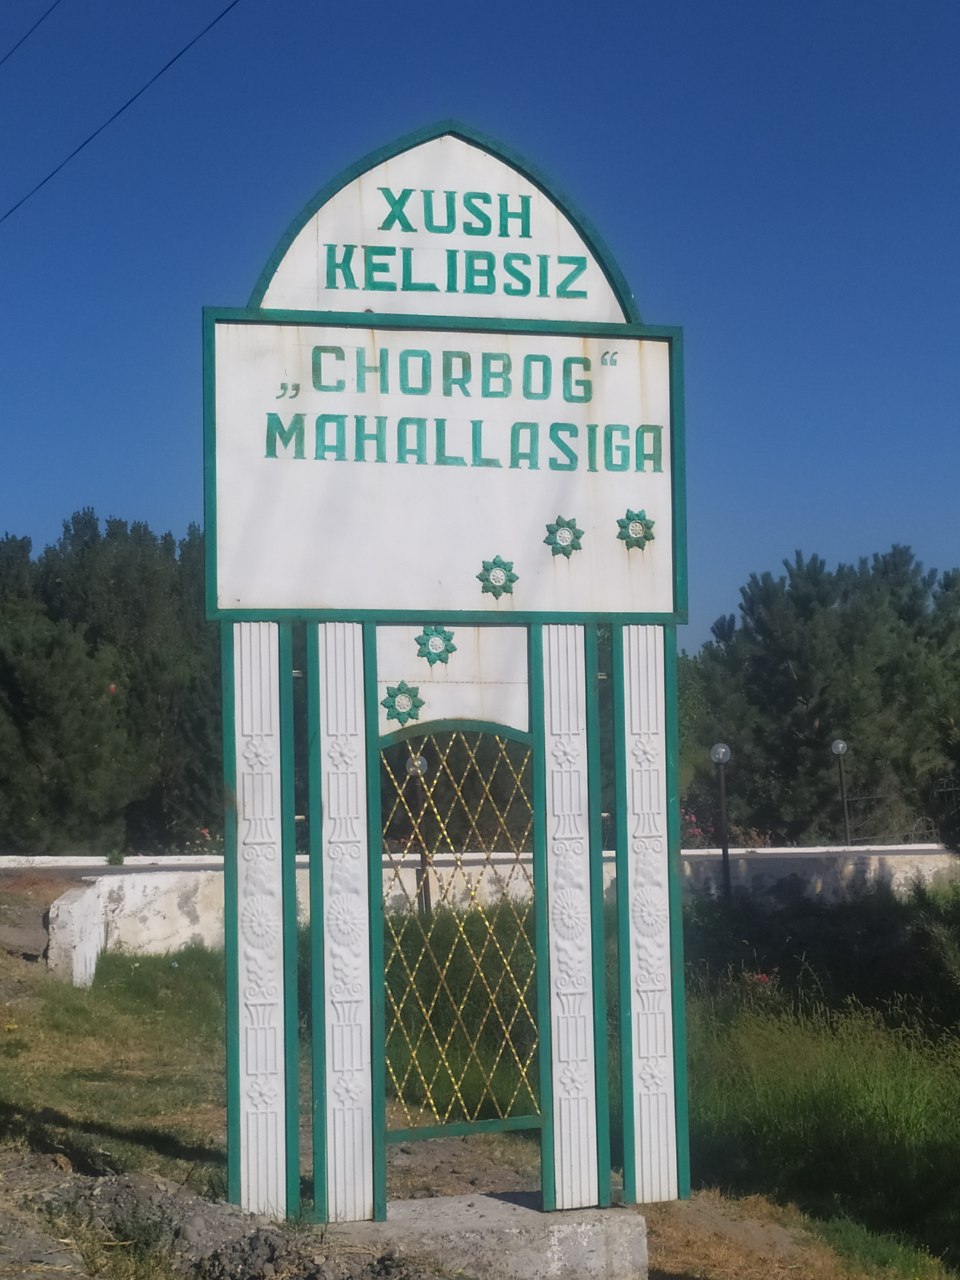 XUSH
KELIBSIZ
„CHORBOG“
MAHALLASIGA